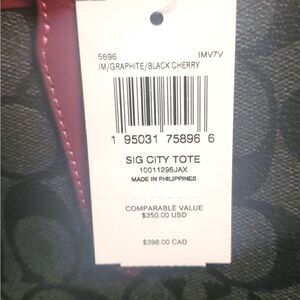 5696 IMV7V
IM/GRAPHITE/BLACK CHERRY
1 95031 75896 6
SIG CITY TOTE
10011296JAX
MADE IN PHILIPPINES
COMPARABLE VALUE
$350.00 USD
$398.00 CAD